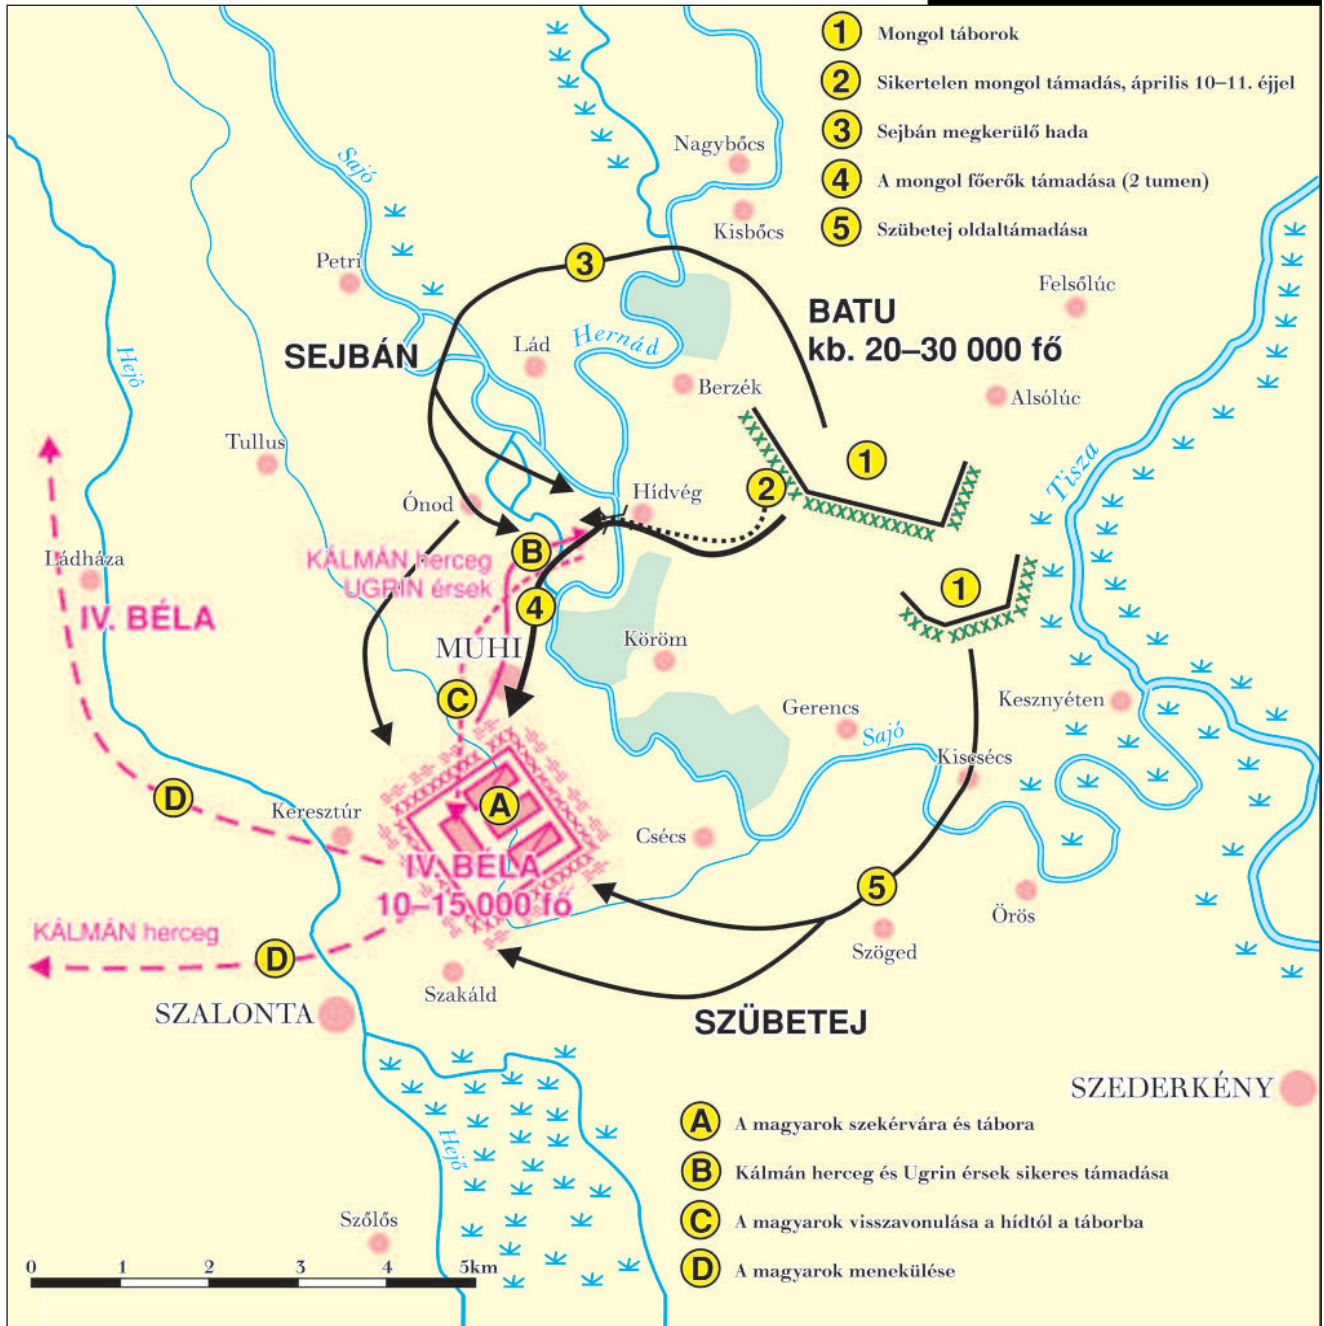 1 Mongol táborok
2 Sikertelen mongol támadás, április 10–11. éjjel
3 Sejbán megkerülő hada
4 A mongol főerők támadása (2 tumen)
5 Szübetej oldaltámadása
Nagybőcs
Sajó
Kisbőcs
3
Petri
Felsőlúc
BATU
kb. 20–30 000 fő
Hernád
SEJBÁN
Lád
Hejő
Berzék
Alsólúc
Tullus
1
Tisza
2
Hídvég
Ónod
B
KÁLMÁN herceg
UGRIN érsek
Ládháza
1
4
IV. BÉLA
MUHI
Köröm
C
Kesznyéten
Gerencs
Sajó
Kiscsécs
D
A
Keresztúr
Csécs
IV. BÉLA
10–15 000 fő
5
Örös
KÁLMÁN herceg
D
Szöged
Szakáld
SZALONTA
SZÜBETEJ
SZEDERKÉNY
Hejő
A A magyarok szekérvára és tábora
B Kálmán herceg és Ugrin érsek sikeres támadása
C A magyarok visszavonulása a hídtól a táborba
D A magyarok menekülése
Szőlős
0 1 2 3 4 5km